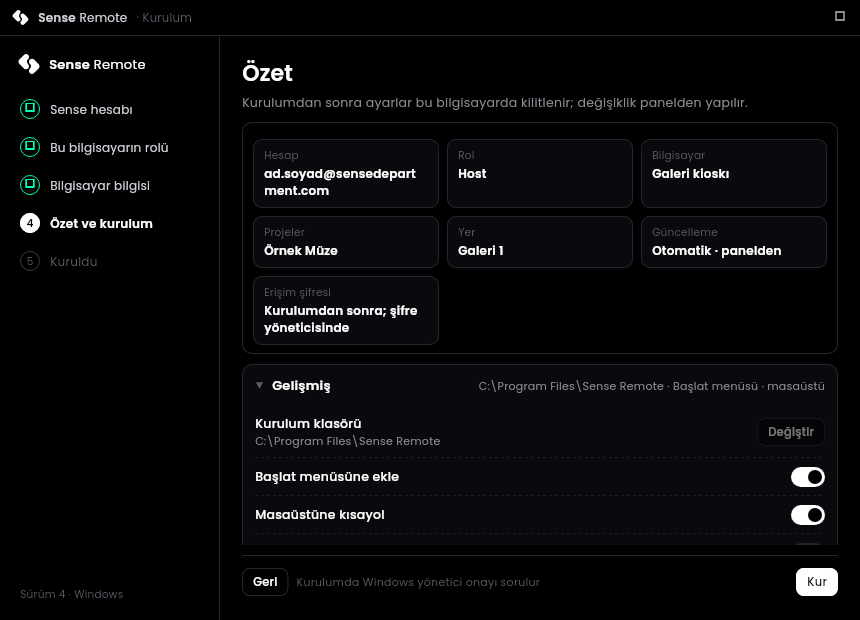 Sense Remote · Kurulum
Sense Remote
Sense hesabı
Bu bilgisayarın rolü
Bilgisayar bilgisi
4 Özet ve kurulum
5 Kuruldu
Sürüm 4 · Windows
Özet
Kurulumdan sonra ayarlar bu bilgisayarda kilitlenir; değişiklik panelden yapılır.
Hesap
ad.soyad@sensedepart
ment.com
Rol
Host
Bilgisayar
Galeri kioskı
Projeler
Örnek Müze
Yer
Galeri 1
Güncelleme
Otomatik · panelden
Erişim şifresi
Kurulumdan sonra; şifre
yöneticisinde
Gelişmiş
C:\Program Files\Sense Remote · Başlat menüsü · masaüstü
Kurulum klasörü
C:\Program Files\Sense Remote
Değiştir
Başlat menüsüne ekle
Masaüstüne kısayol
Geri
Kurulumda Windows yönetici onayı sorulur
Kur